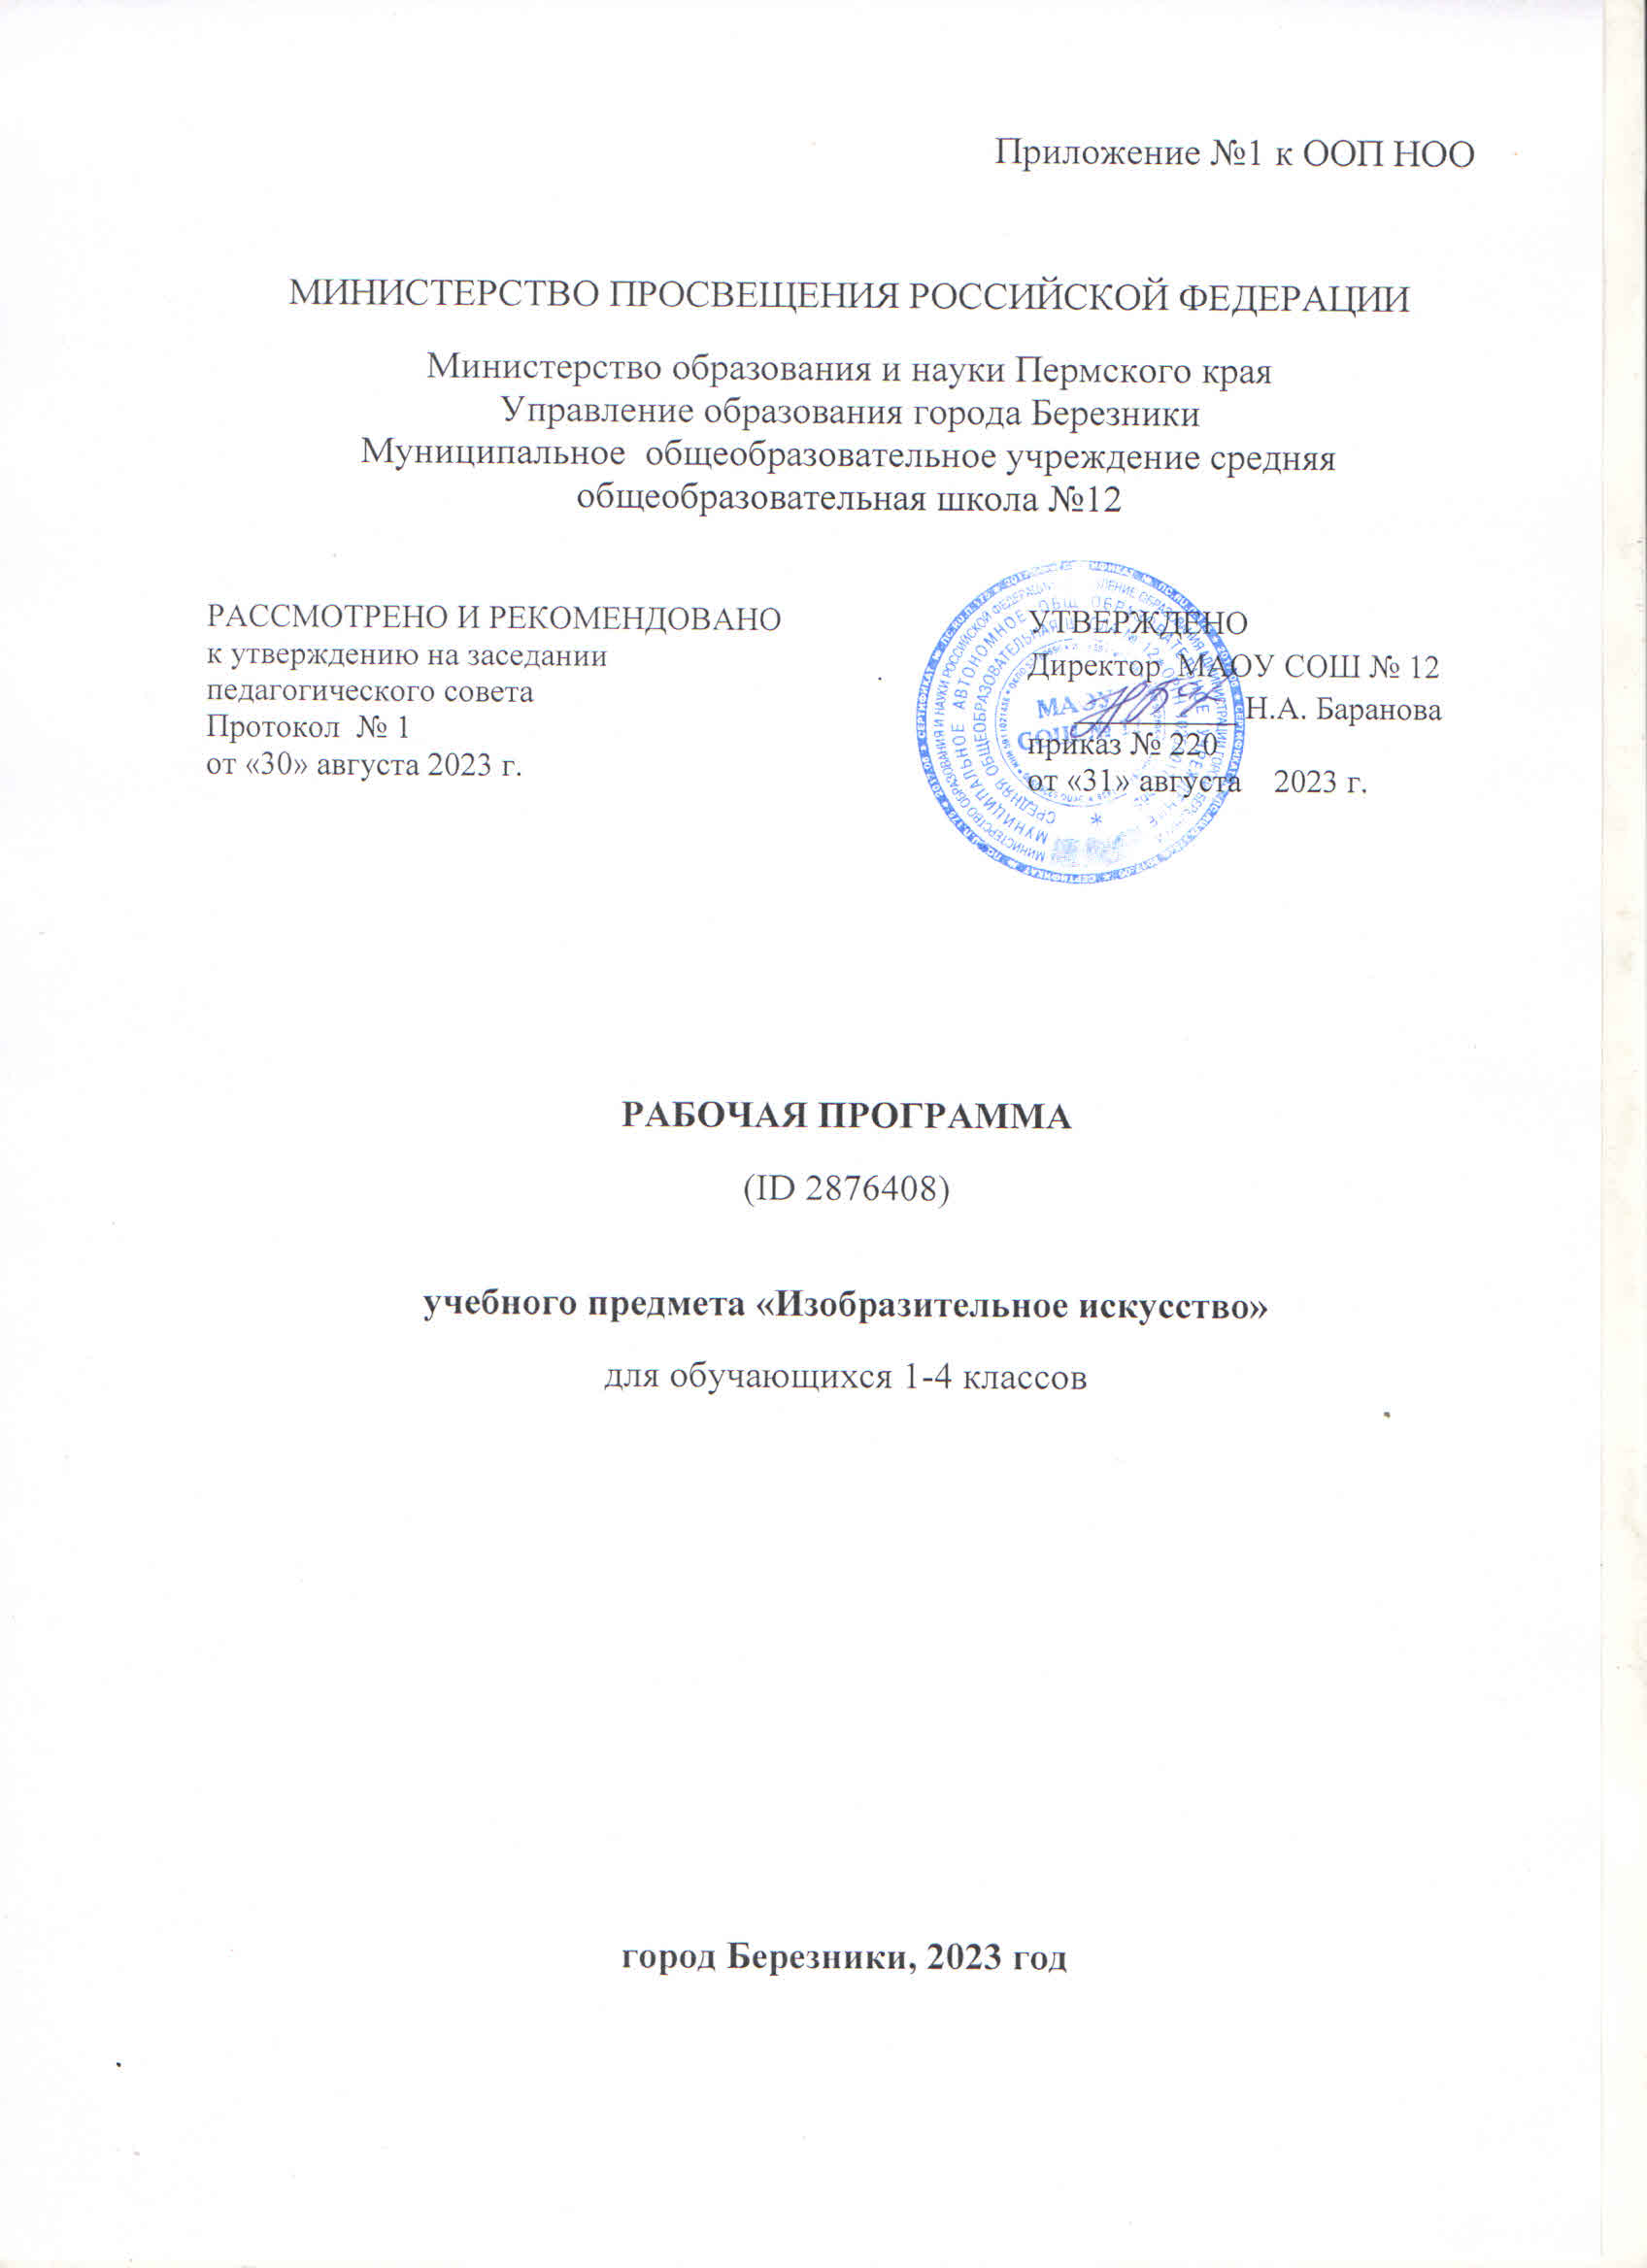 Приложение №1 к ООП НОО
МИНИСТЕРСТВО ПРОСВЕЩЕНИЯ РОССИЙСКОЙ ФЕДЕРАЦИИ
Министерство образования и науки Пермского края
Управление образования города Березники
Муниципальное общеобразовательное учреждение средняя
общеобразовательная школа №12
РАССМОТРЕНО И РЕКОМЕНДОВАНО
к утверждению на заседании
педагогического совета
Протокол № 1
от «30» августа 2023 г.
УТВЕРЖДЕНО
Директор МАОУ СОШ № 12
Н.А. Баранова
приказ № 220
от «31» августа 2023 г.
РАБОЧАЯ ПРОГРАММА
(ID 2876408)
учебного предмета «Изобразительное искусство»
для обучающихся 1-4 классов
город Березники, 2023 год